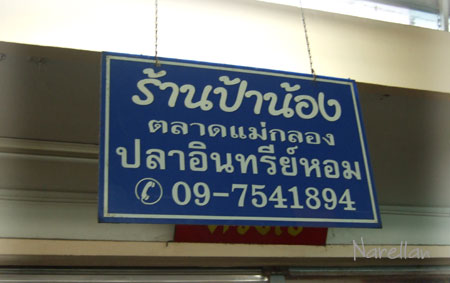 ร้านป้าน้อง
ตลาดแม่กลอง
ปลาอินทรีย์หอม
09-7541894
Narellan